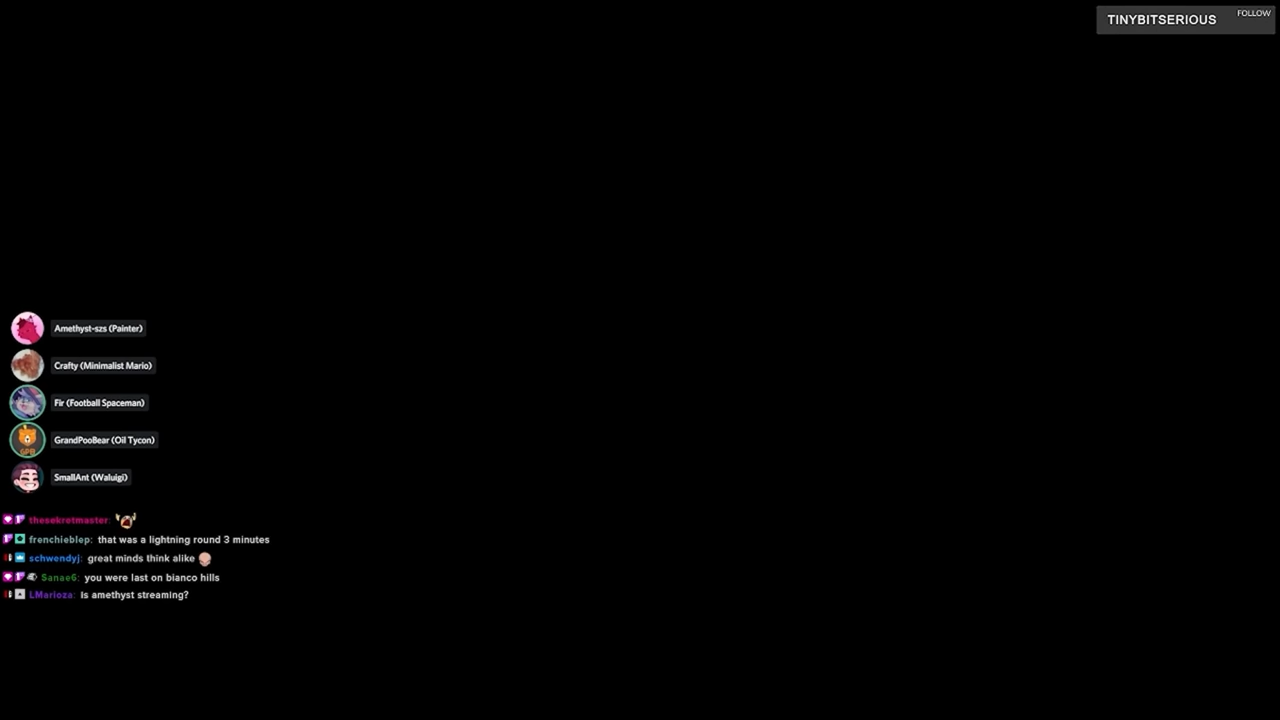 TINYBITSERIOUS
FOLLOW
Amethyst-szs (Painter)
Crafty (Minimalist Mario)
Fir (Football Spaceman)
GrandPooBear (Oil Tycon)
SmallAnt (Waluigi)
thesekretmaster:
frenchieblep: that was a lightning round 3 minutes
schwendyj: great minds think alike
Sanae6: you were last on bianco hills
LMarioza: Is amethyst streaming?